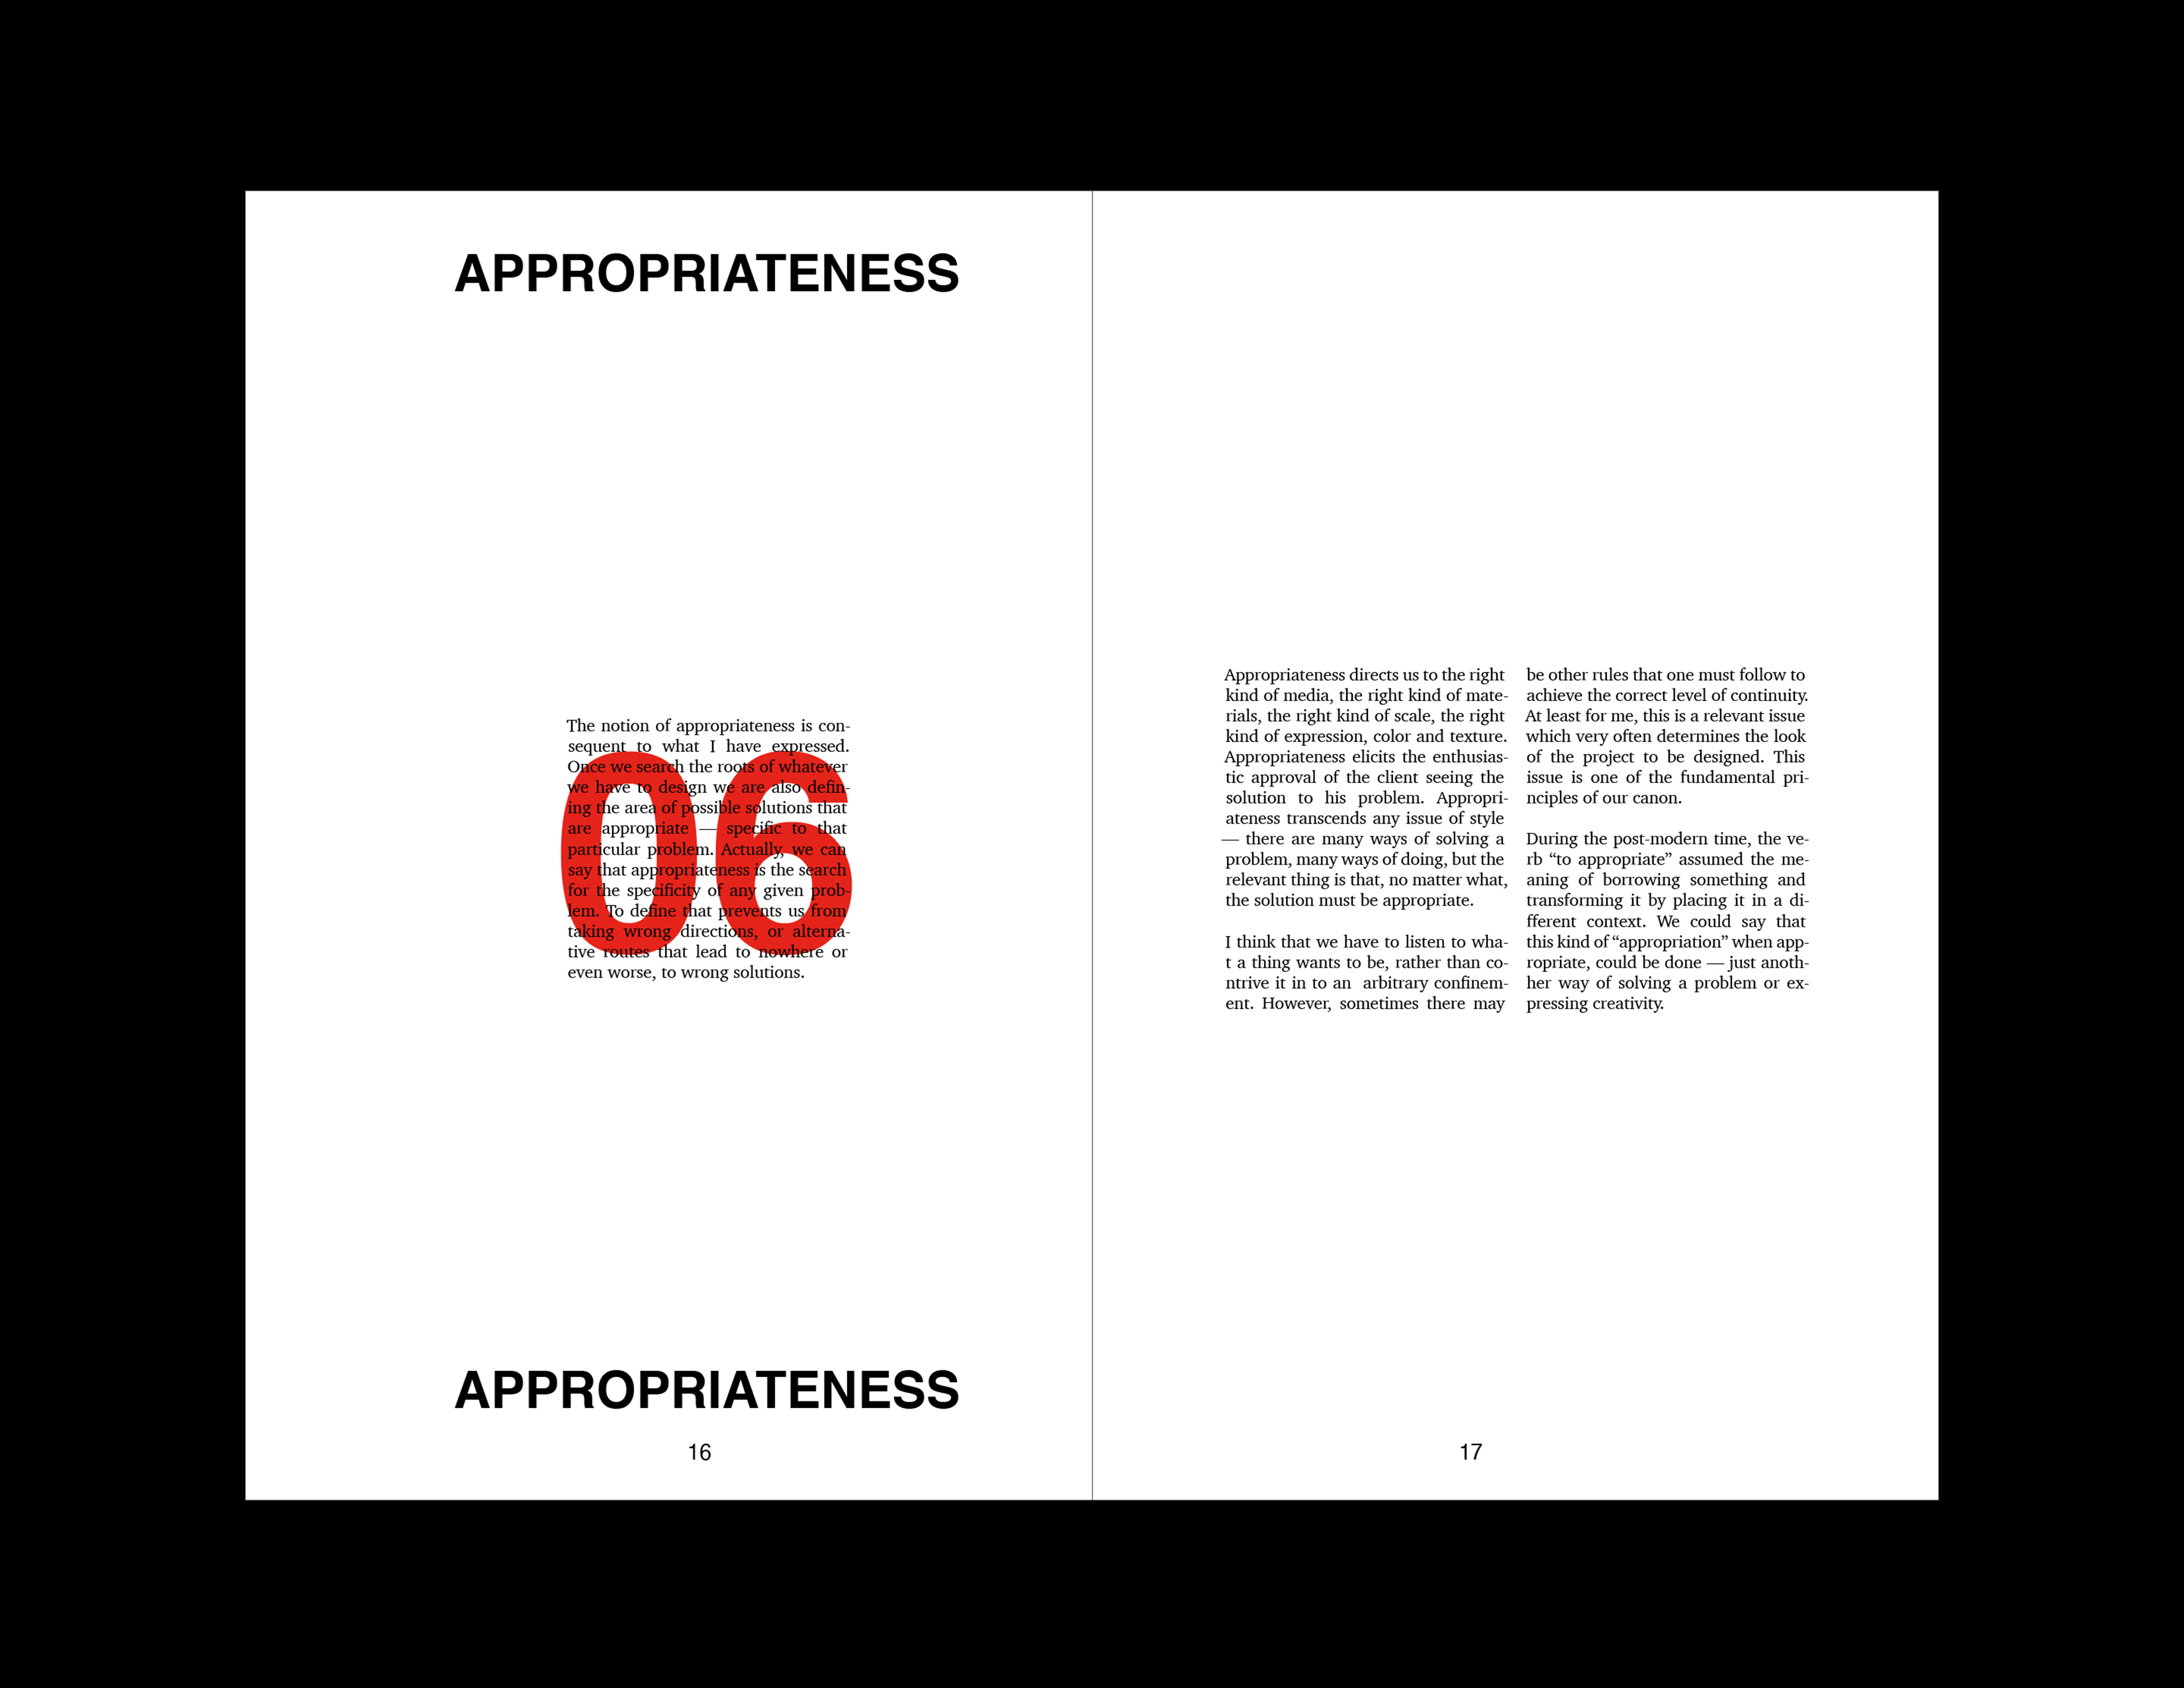 APPROPRIATENESS
06
The notion of appropriateness is con-
sequent to what I have expressed.
Once we search the roots of whatever
we have to design we are also defin-
ing the area of possible solutions that
are appropriate — specific to that
particular problem. Actually, we can
say that appropriateness is the search
for the specificity of any given prob-
lem. To define that prevents us from
taking wrong directions, or alterna-
tive routes that lead to nowhere or
even worse, to wrong solutions.
APPROPRIATENESS
16
Appropriateness directs us to the right
kind of media, the right kind of mate-
rials, the right kind of scale, the right
kind of expression, color and texture.
Appropriateness elicits the enthusias-
tic approval of the client seeing the
solution to his problem. Appropri-
ateness transcends any issue of style
— there are many ways of solving a
problem, many ways of doing, but the
relevant thing is that, no matter what,
the solution must be appropriate.
I think that we have to listen to wha-
t a thing wants to be, rather than co-
ntrive it in to an arbitrary confinem-
ent. However, sometimes there may
be other rules that one must follow to
achieve the correct level of continuity.
At least for me, this is a relevant issue
which very often determines the look
of the project to be designed. This
issue is one of the fundamental pri-
nciples of our canon.
During the post-modern time, the ve-
rb “to appropriate” assumed the me-
aning of borrowing something and
transforming it by placing it in a di-
fferent context. We could say that
this kind of “appropriation” when app-
ropriate, could be done — just anoth-
her way of solving a problem or ex-
pressing creativity.
17